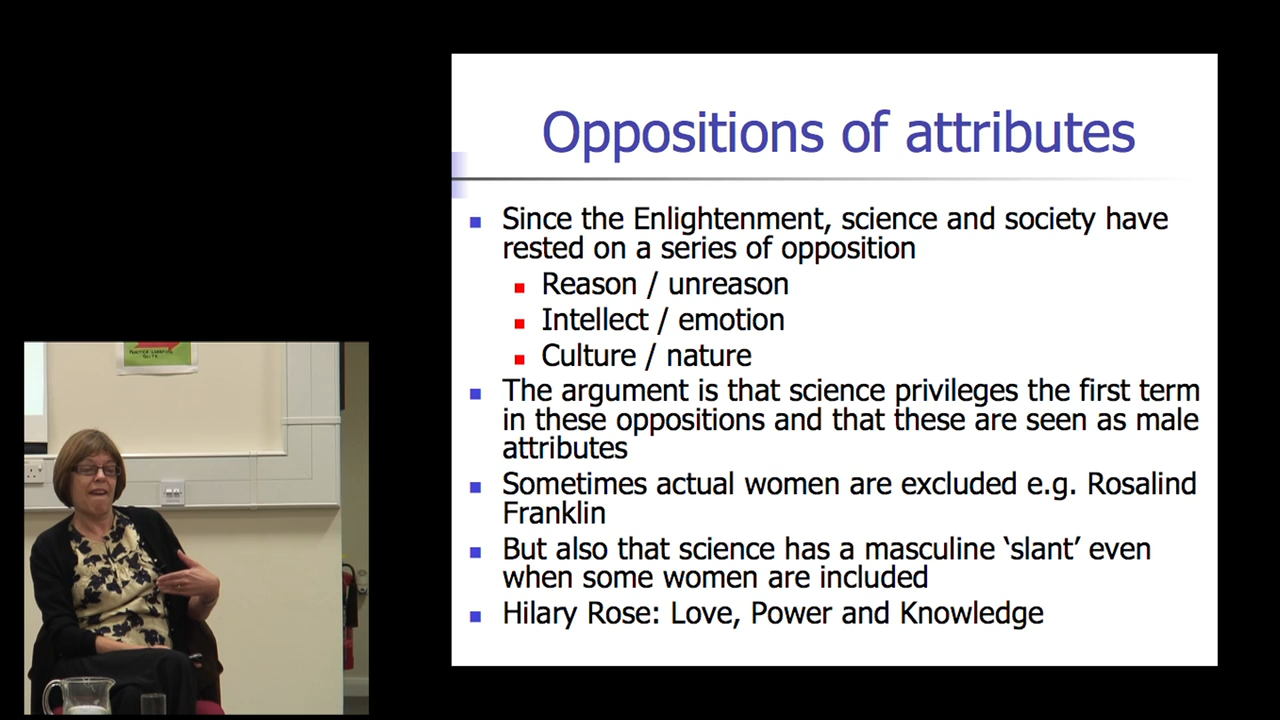 Oppositions of attributes
Since the Enlightenment, science and society have
rested on a series of opposition
Reason / unreason
Intellect / emotion
Culture / nature
The argument is that science privileges the first term
in these oppositions and that these are seen as male
attributes
Sometimes actual women are excluded e.g. Rosalind
Franklin
But also that science has a masculine ‘slant’ even
when some women are included
Hilary Rose: Love, Power and Knowledge